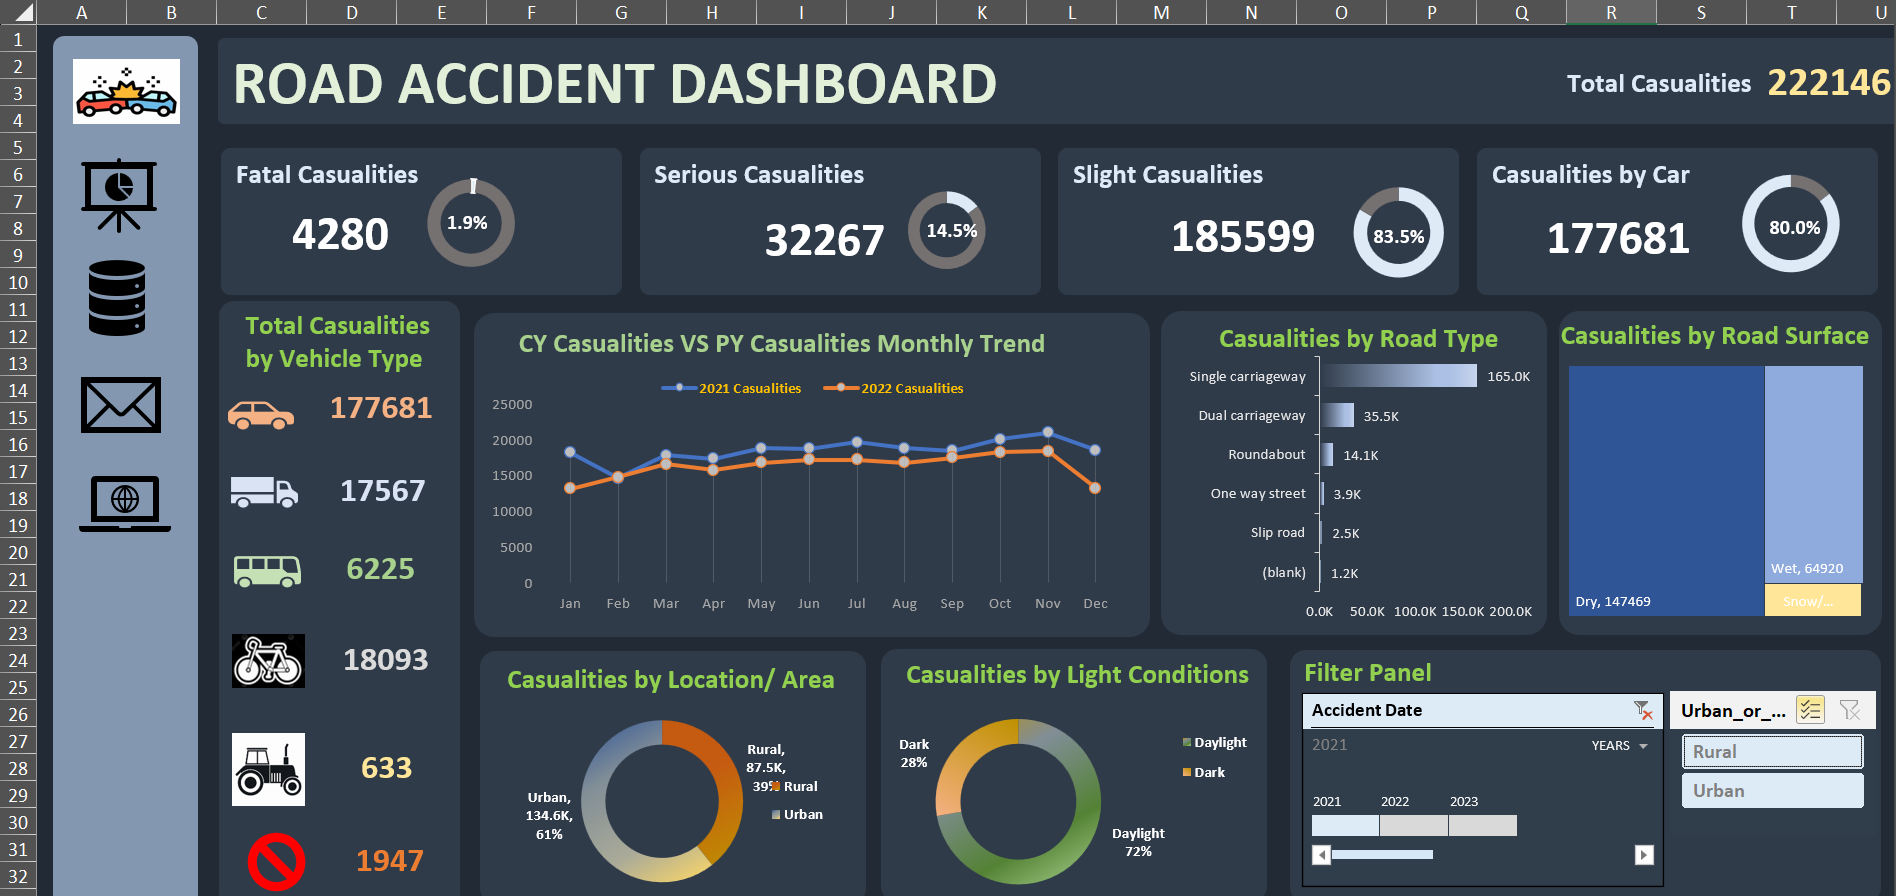 A B C D E F G H I J K L M N O P Q R S T U
1
2
3
4
5
6
7
8
9
10
11
12
13
14
15
16
17
18
19
20
21
22
23
24
25
26
27
28
29
30
31
32
ROAD ACCIDENT DASHBOARD
Total Casualities 222146
Fatal Casualities
4280
1.9%
Serious Casualities
32267
14.5%
Slight Casualities
185599
83.5%
Casualities by Car
177681
80.0%
Total Casualities
by Vehicle Type
177681
17567
6225
18093
633
1947
CY Casualities VS PY Casualities Monthly Trend
2021 Casualities 2022 Casualities
25000
20000
15000
10000
5000
0
Jan Feb Mar Apr May Jun Jul Aug Sep Oct Nov Dec
Casualities by Road Type
Single carriageway 165.0K
Dual carriageway 35.5K
Roundabout 14.1K
One way street 3.9K
Slip road 2.5K
(blank) 1.2K
0.0K 50.0K 100.0K 150.0K 200.0K
Casualities by Road Surface
Dry, 147469
Wet, 64920
Snow/...
Casualities by Location/ Area
Rural,
87.5K,
39%
Rural
Urban
Urban,
134.6K,
61%
Casualities by Light Conditions
Dark
28%
Daylight
Dark
Daylight
72%
Filter Panel
Accident Date
2021 YEARS
2021 2022 2023
Urban_or_...
Rural
Urban